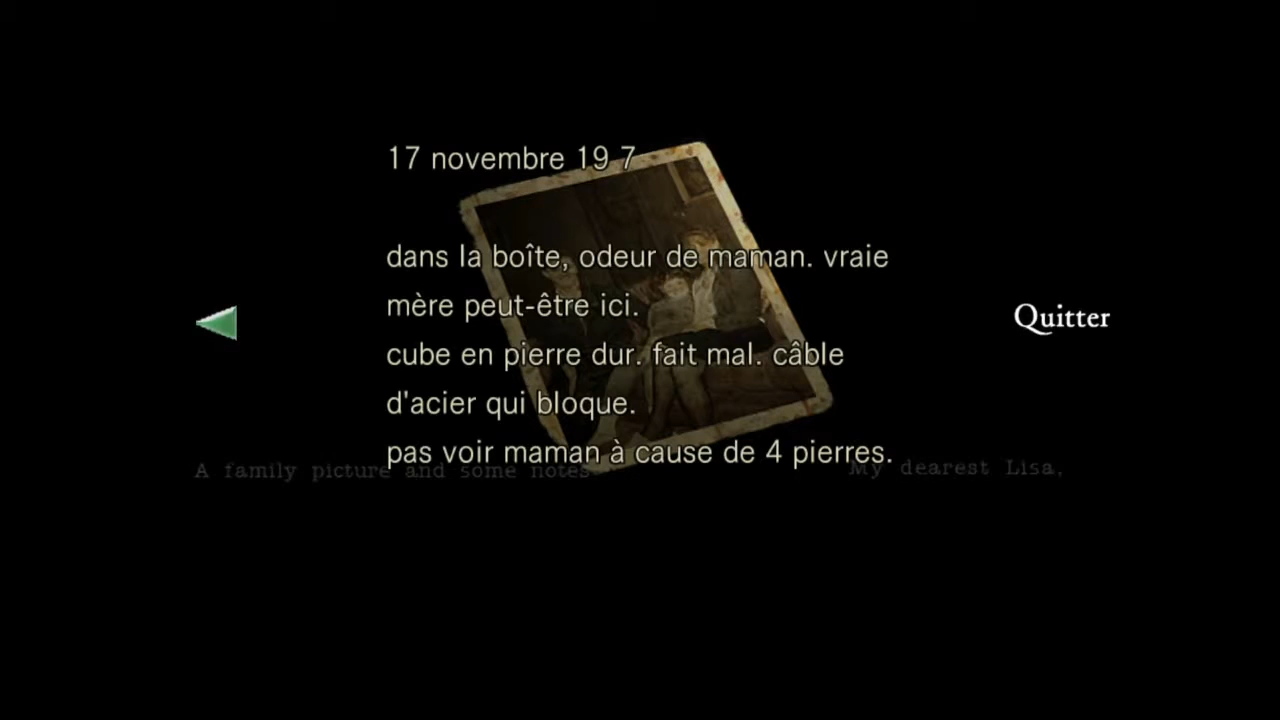 17 novembre 19 7
dans la boîte, odeur de maman. vraie
mère peut-être ici.
Quitter
cube en pierre dur. fait mal. câble
d'acier qui bloque.
pas voir maman à cause de 4 pierres.
A family picture and some notes
My dearest Lisa,